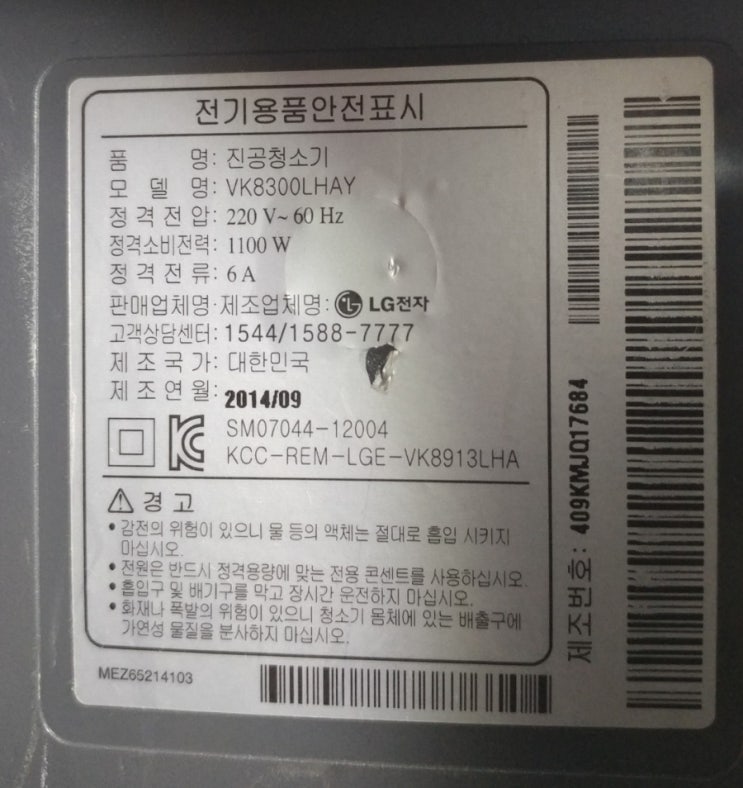 전기용품안전표시
품 명: 진공청소기
모 델 명: VK8300LHAY
정 격 전 압: 220 V~ 60 Hz
정격소비전력: 1100 W
정 격 전 류: 6 A
판매업체명·제조업체명: LG전자
고객상담센터: 1544/1588-7777
제 조 국 가: 대한민국
제 조 연 월: 2014/09
SM07044-12004
KCC-REM-LGE-VK8913LHA
경 고
• 감전의 위험이 있으니 물 등의 액체는 절대로 흡입 시키지
마십시오.
• 전원은 반드시 정격용량에 맞는 전용 콘센트를 사용하십시오.
• 흡입구 및 배기구를 막고 장시간 운전하지 마십시오.
• 화재나 폭발의 위험이 있으니 청소기 몸체에 있는 배출구에
가연성 물질을 분사하지 마십시오.
MEZ65214103
제조번호: 409KMJQ17684